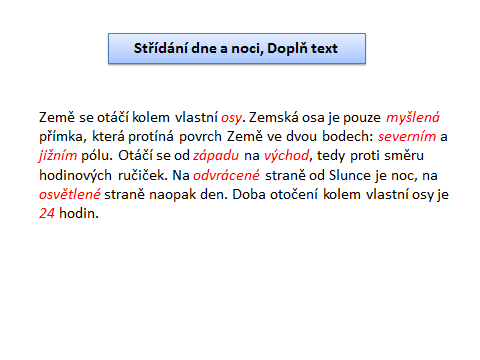 Střídání dne a noci, Doplň text
Země se otáčí kolem vlastní osy. Zemská osa je pouze myšlená
přímka, která protíná povrch Země ve dvou bodech: severním a
jižním pólu. Otáčí se od západu na východ, tedy proti směru
hodinových ručiček. Na odvrácené straně od Slunce je noc, na
osvětlené straně naopak den. Doba otočení kolem vlastní osy je
24 hodin.